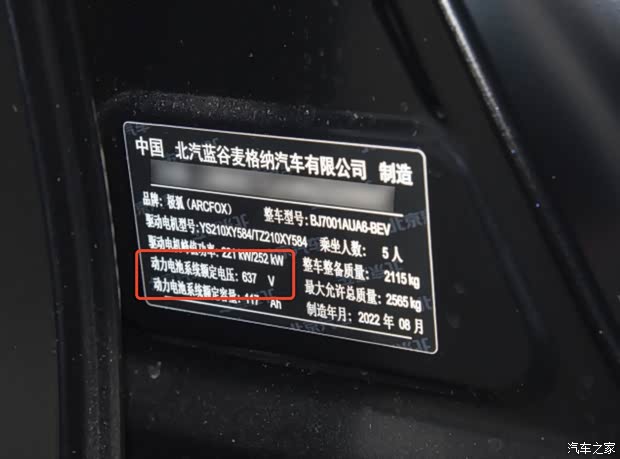 中国 北汽蓝谷麦格纳汽车有限公司 制造
品牌：极狐（ARCFOX） 整车型号：BJ7001AUA6-BEV
驱动电机型号：YS210XY584/TZ210XY584 乘坐人数：5人
驱动电机峰值功率：221 kW/252 kW 整车整备质量：2115 kg
动力电池系统额定电压：637 V 最大允许总质量：2565 kg
动力电池系统额定容量：117 Ah 制造年月：2022 年 08 月
汽车之家